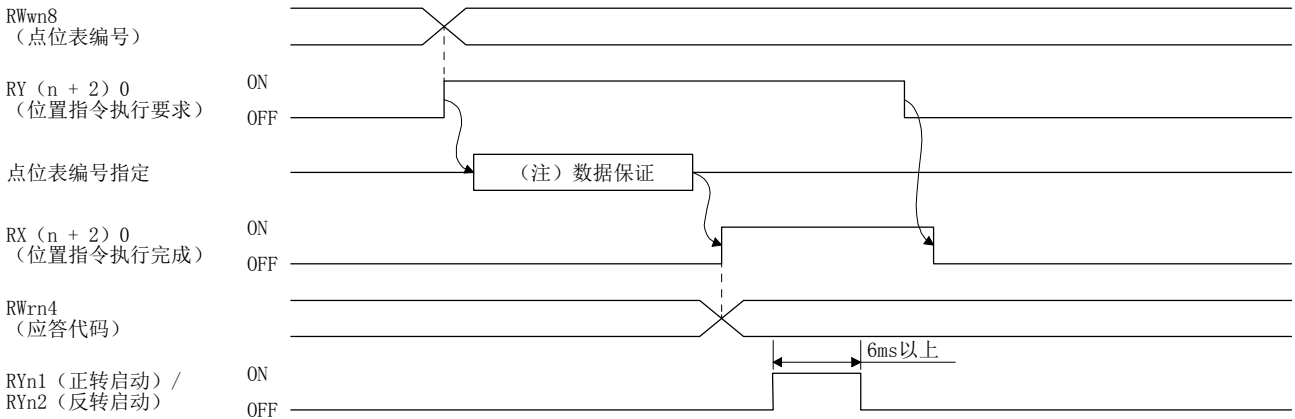 RWwn8
（点位表编号）
RY（n + 2）0
（位置指令执行要求）
ON
OFF
点位表编号指定
（注）数据保证
RX（n + 2）0
（位置指令执行完成）
ON
OFF
RWrn4
（应答代码）
6ms以上
RYn1（正转启动）/
RYn2（反转启动）
ON
OFF